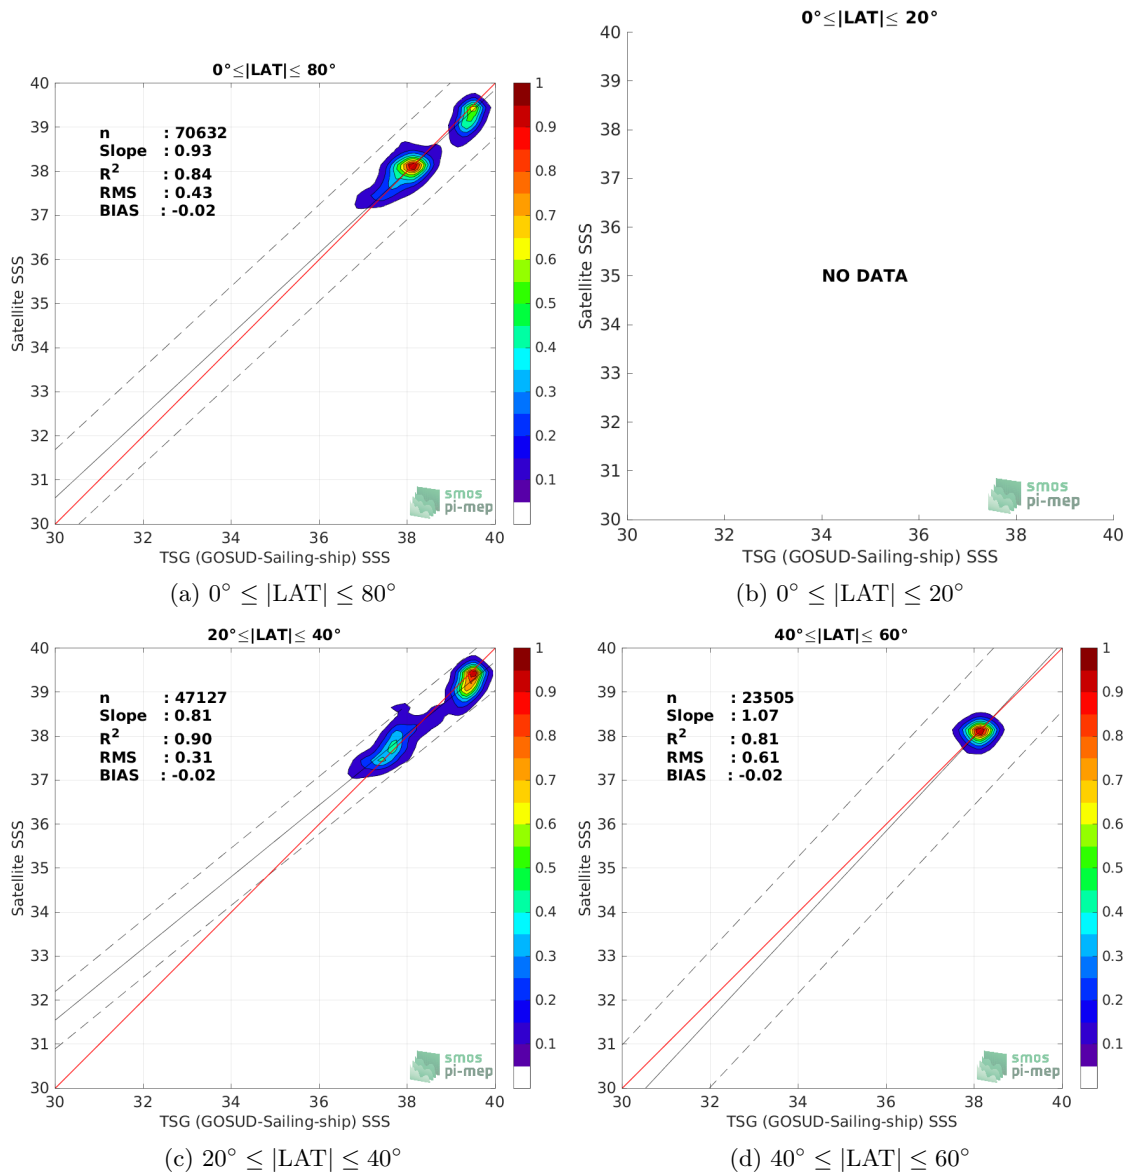 0°≤|LAT|≤ 80°
40
39
38
37
36
35
34
33
32
31
30
30
32
34
36
38
40
Satellite SSS
TSG (GOSUD-Sailing-ship) SSS
n : 70632
Slope : 0.93
R² : 0.84
RMS : 0.43
BIAS : -0.02
smos
pi-mep
1
0.9
0.8
0.7
0.6
0.5
0.4
0.3
0.2
0.1
(a) 0° ≤ |LAT| ≤ 80°
0°≤|LAT|≤ 20°
40
39
38
37
36
35
34
33
32
31
30
30
32
34
36
38
40
Satellite SSS
TSG (GOSUD-Sailing-ship) SSS
NO DATA
smos
pi-mep
(b) 0° ≤ |LAT| ≤ 20°
20°≤|LAT|≤ 40°
40
39
38
37
36
35
34
33
32
31
30
30
32
34
36
38
40
Satellite SSS
TSG (GOSUD-Sailing-ship) SSS
n : 47127
Slope : 0.81
R² : 0.90
RMS : 0.31
BIAS : -0.02
smos
pi-mep
1
0.9
0.8
0.7
0.6
0.5
0.4
0.3
0.2
0.1
(c) 20° ≤ |LAT| ≤ 40°
40°≤|LAT|≤ 60°
40
39
38
37
36
35
34
33
32
31
30
30
32
34
36
38
40
Satellite SSS
TSG (GOSUD-Sailing-ship) SSS
n : 23505
Slope : 1.07
R² : 0.81
RMS : 0.61
BIAS : -0.02
smos
pi-mep
1
0.9
0.8
0.7
0.6
0.5
0.4
0.3
0.2
0.1
(d) 40° ≤ |LAT| ≤ 60°